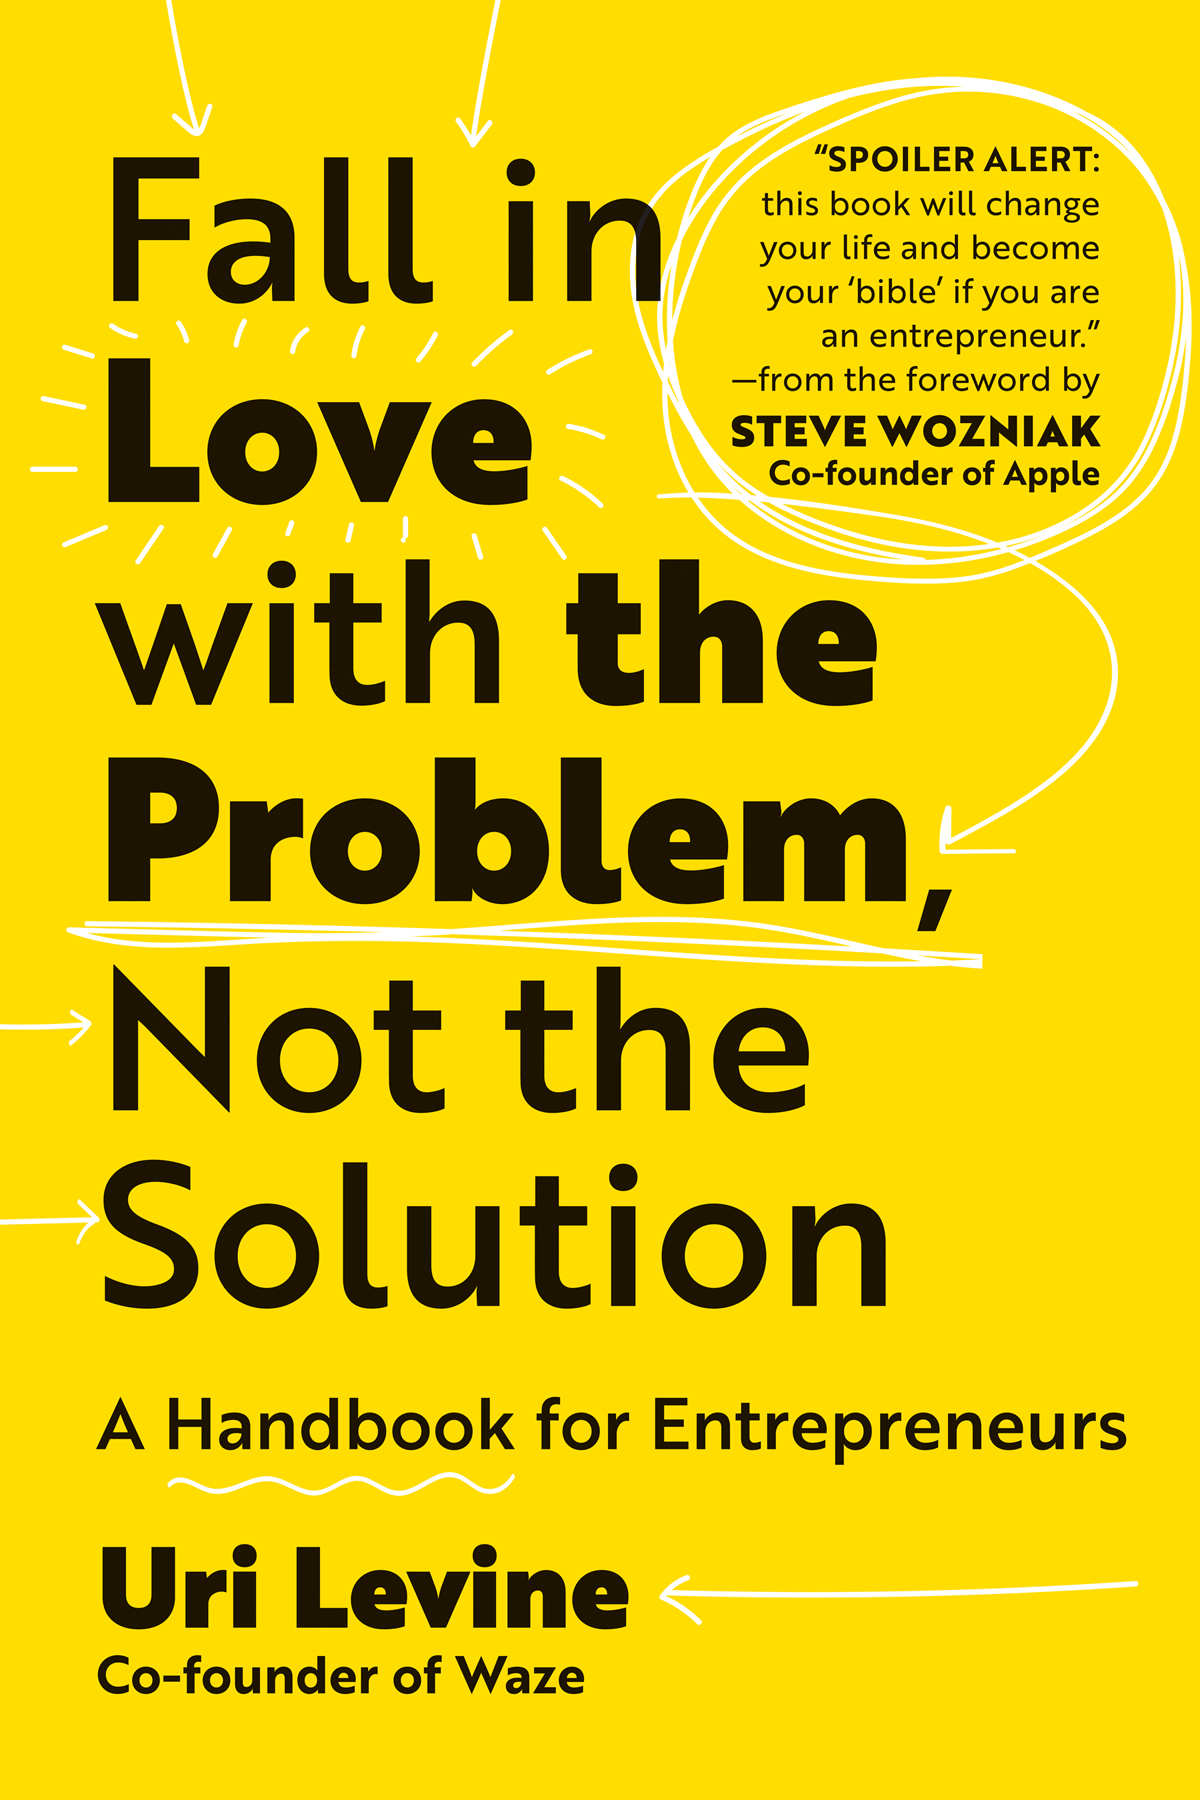 Fall in
Love
with the
Problem,
Not the
Solution
“SPOILER ALERT:
this book will change
your life and become
your ‘bible’ if you are
an entrepreneur.”
—from the foreword by
STEVE WOZNIAK
Co-founder of Apple
A Handbook for Entrepreneurs
Uri Levine
Co-founder of Waze